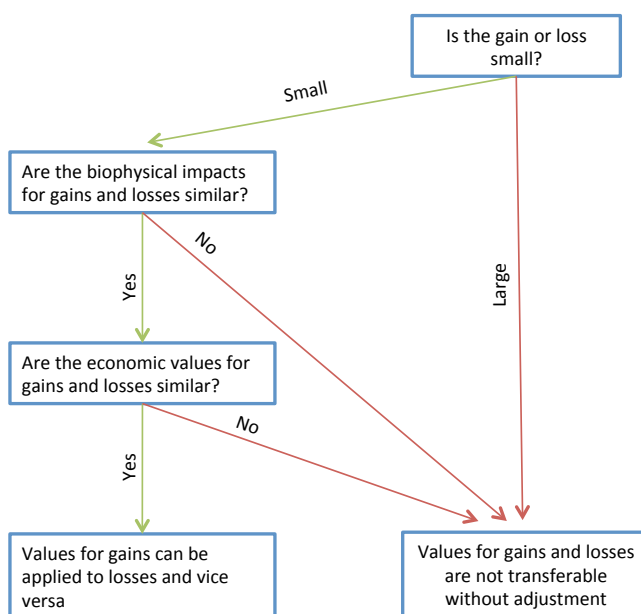 Is the gain or loss
small?
Small
Are the biophysical impacts
for gains and losses similar?
No
Yes
Large
Are the economic values for
gains and losses similar?
No
Yes
Values for gains can be
applied to losses and vice
versa
Values for gains and losses
are not transferable
without adjustment